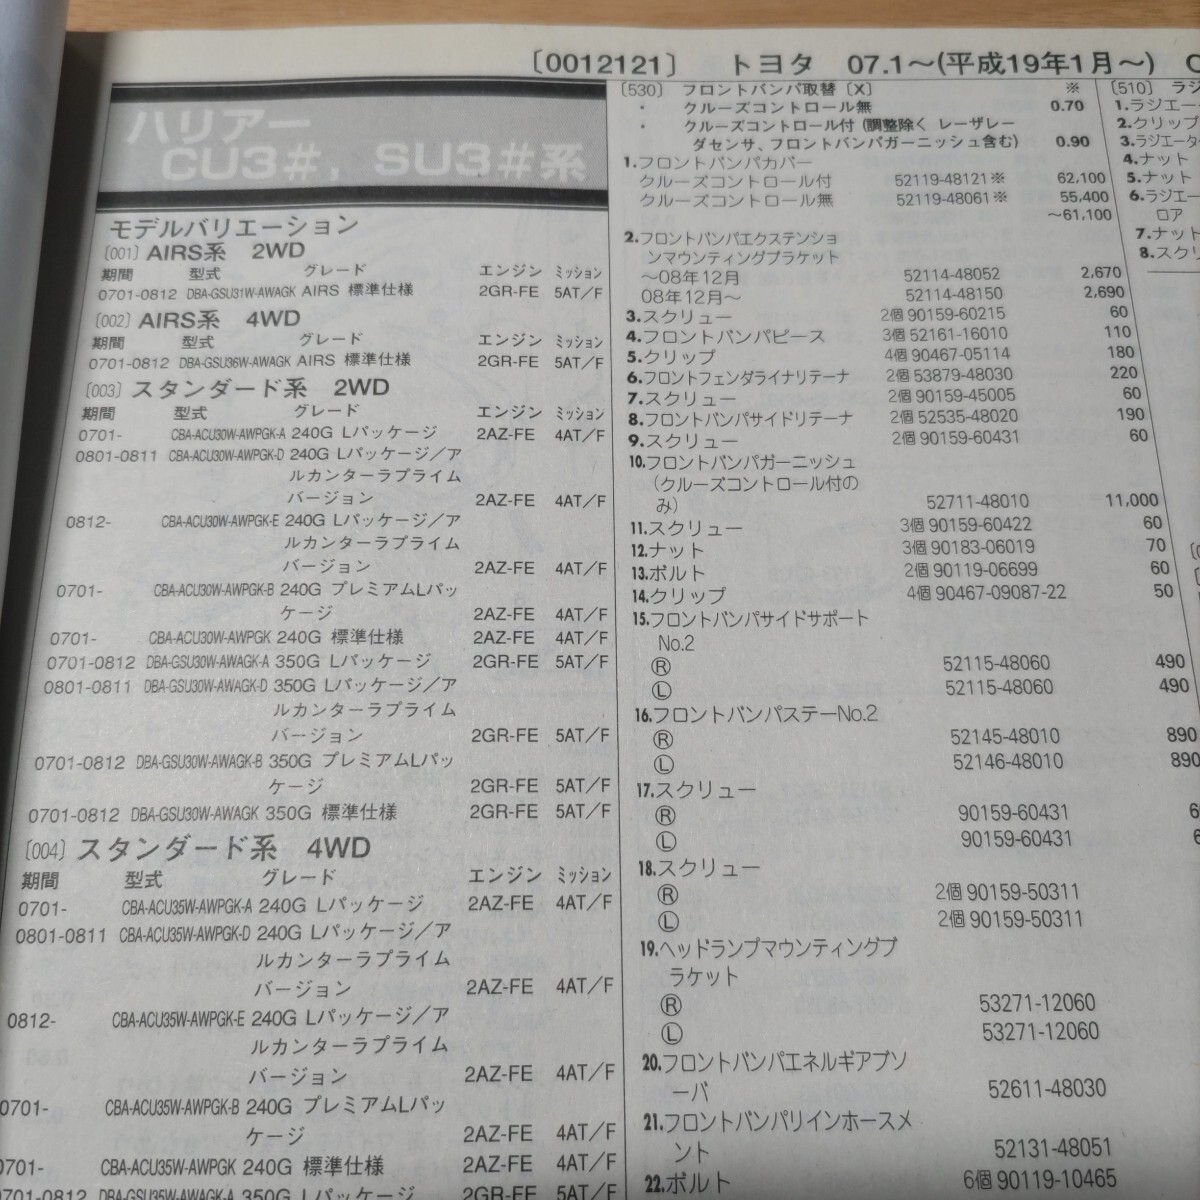 〔0012121〕 トヨタ 07.1～(平成19年1月～)
ハリアー
CU3#, SU3#系
モデルバリエーション
〔001〕AIRS系 2WD
期間 型式 グレード エンジン ミッション
0701-0812 DBA-GSU31W-AWAGK AIRS 標準仕様 2GR-FE 5AT/F
〔002〕AIRS系 4WD
期間 型式 グレード エンジン ミッション
0701-0812 DBA-GSU36W-AWAGK AIRS 標準仕様 2GR-FE 5AT/F
〔003〕スタンダード系 2WD
期間 型式 グレード エンジン ミッション
0701- CBA-ACU30W-AWPGK-A 240G Lパッケージ 2AZ-FE 4AT/F
0801-0811 CBA-ACU30W-AWPGK-D 240G Lパッケージ/ア
ルカンターラプライム
バージョン 2AZ-FE 4AT/F
0812- CBA-ACU30W-AWPGK-E 240G Lパッケージ/ア
ルカンターラプライム
バージョン 2AZ-FE 4AT/F
0701- CBA-ACU30W-AWPGK-B 240G プレミアムLパッ
ケージ 2AZ-FE 4AT/F
0701- CBA-ACU30W-AWPGK 240G 標準仕様 2AZ-FE 4AT/F
0701-0812 DBA-GSU30W-AWAGK-A 350G Lパッケージ 2GR-FE 5AT/F
0801-0811 DBA-GSU30W-AWAGK-D 350G Lパッケージ/ア
ルカンターラプライム
バージョン 2GR-FE 5AT/F
0701-0812 DBA-GSU30W-AWAGK-B 350G プレミアムLパッ
ケージ 2GR-FE 5AT/F
0701-0812 DBA-GSU30W-AWAGK 350G 標準仕様 2GR-FE 5AT/F
〔004〕スタンダード系 4WD
期間 型式 グレード エンジン ミッション
0701- CBA-ACU35W-AWPGK-A 240G Lパッケージ 2AZ-FE 4AT/F
0801-0811 CBA-ACU35W-AWPGK-D 240G Lパッケージ/ア
ルカンターラプライム
バージョン 2AZ-FE 4AT/F
0812- CBA-ACU35W-AWPGK-E 240G Lパッケージ/ア
ルカンターラプライム
バージョン 2AZ-FE 4AT/F
0701- CBA-ACU35W-AWPGK-B 240G プレミアムLパッ
ケージ 2AZ-FE 4AT/F
0701- CBA-ACU35W-AWPGK 240G 標準仕様 2AZ-FE 4AT/F
0701-0812 DBA-GSU35W-AWAGK-A 350G Lパッケージ 2GR-FE 5AT/F
〔530〕 フロントバンパ取替〔X〕 ※
・ クルーズコントロール無 0.70
・ クルーズコントロール付(調整除く レーザレー
ダセンサ、フロントバンパガーニッシュ含む) 0.90
1.フロントバンパカバー
クルーズコントロール付 52119-48121※ 62,100
クルーズコントロール無 52119-48061※ 55,400
～61,100
2.フロントバンパエクステンショ
ンマウンティングブラケット
～08年12月 52114-48052 2,670
08年12月～ 52114-48150 2,690
3.スクリュー 2個 90159-60215 60
4.フロントバンパピース 3個 52161-16010 110
5.クリップ 4個 90467-05114 180
6.フロントフェンダライナリテーナ 2個 53879-48030 220
7.スクリュー 2個 90159-45005 60
8.フロントバンパサイドリテーナ 2個 52535-48020 190
9.スクリュー 2個 90159-60431 60
10.フロントバンパガーニッシュ
(クルーズコントロール付の
み) 52711-48010 11,000
11.スクリュー 3個 90159-60422 60
12.ナット 3個 90183-06019 70
13.ボルト 2個 90119-06699 60
14.クリップ 4個 90467-09087-22 50
15.フロントバンパサイドサポート
No.2
Ⓡ 52115-48060 490
Ⓛ 52115-48060 490
16.フロントバンパステーNo.2
Ⓡ 52145-48010 890
Ⓛ 52146-48010 890
17.スクリュー
Ⓡ 90159-60431
Ⓛ 90159-60431
18.スクリュー
Ⓡ 2個 90159-50311
Ⓛ 2個 90159-50311
19.ヘッドランプマウンティングブ
ラケット
Ⓡ 53271-12060
Ⓛ 53271-12060
20.フロントバンパエネルギアブソ
ーバ 52611-48030
21.フロントバンパリインホースメ
ント 52131-48051
22.ボルト 6個 90119-10465
〔510〕 ラジ
1.ラジエータ
2.クリップ
3.ラジエータ
4.ナット
5.ナット
6.ラジエー
ロア
7.ナット
8.スクリ